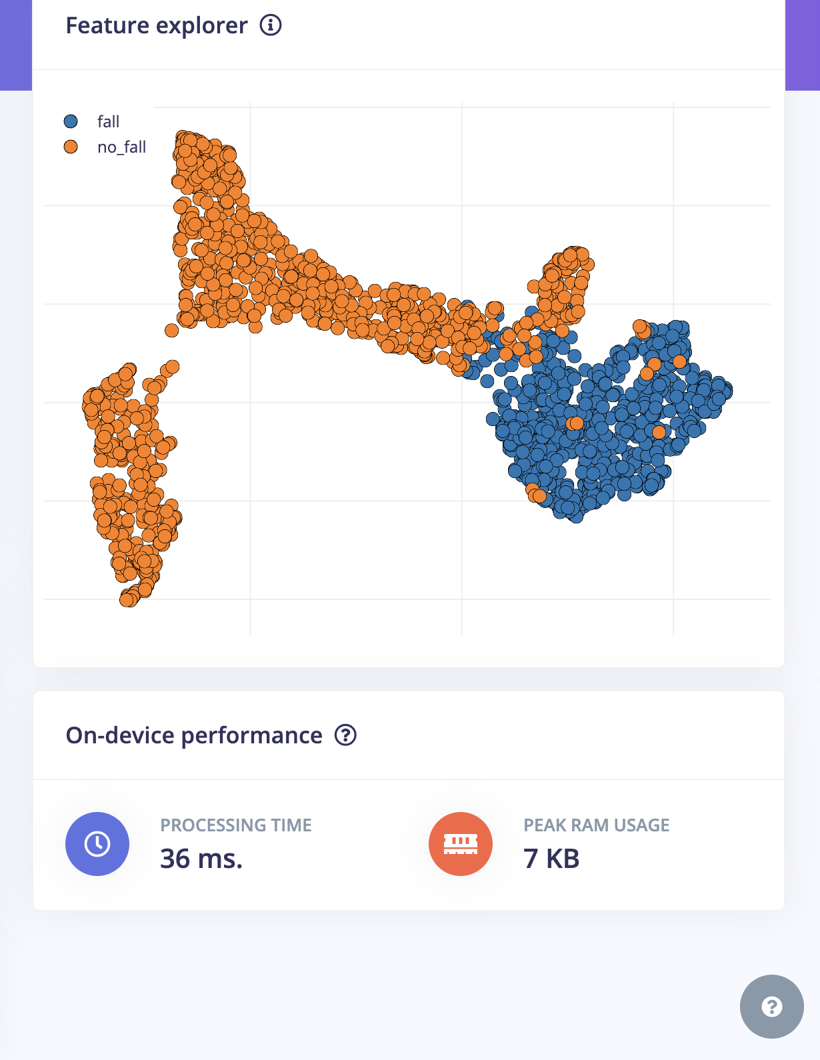 Feature explorer
fall
no_fall
On-device performance
PROCESSING TIME
36 ms.
PEAK RAM USAGE
7 KB